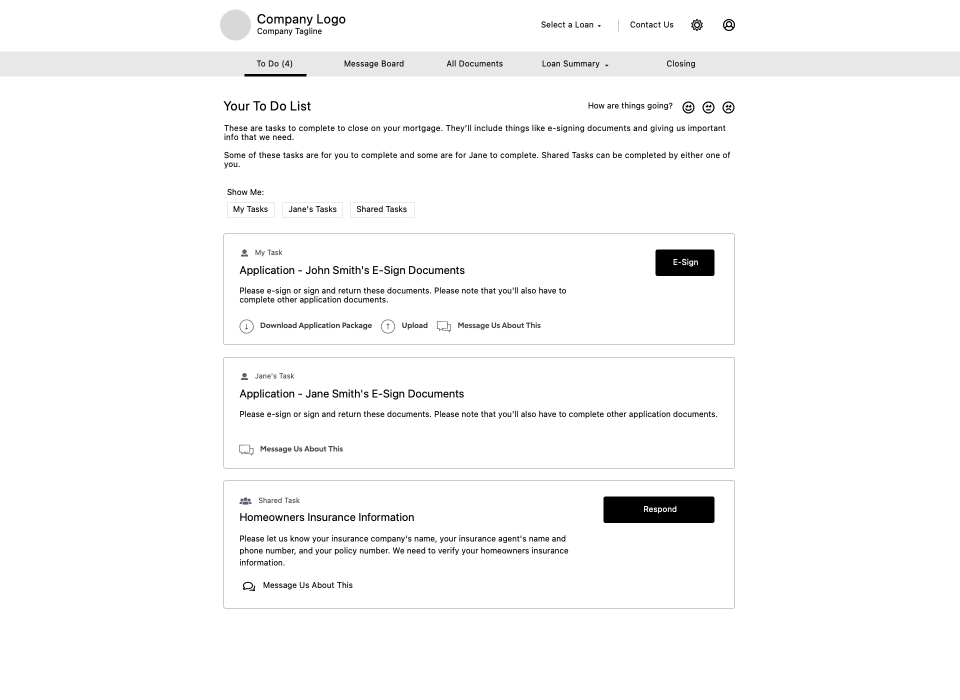 Company Logo
Company Tagline
Select a Loan
Contact Us
To Do (4)
Message Board
All Documents
Loan Summary
Closing
Your To Do List
How are things going?
These are tasks to complete to close on your mortgage. They'll include things like e-signing documents and giving us important
info that we need.
Some of these tasks are for you to complete and some are for Jane to complete. Shared Tasks can be completed by either one of
you.
Show Me:
My Tasks
Jane's Tasks
Shared Tasks
My Task
Application - John Smith's E-Sign Documents
E-Sign
Please e-sign or sign and return these documents. Please note that you'll also have to
complete other application documents.
Download Application Package
Upload
Message Us About This
Jane's Task
Application - Jane Smith's E-Sign Documents
Please e-sign or sign and return these documents. Please note that you'll also have to complete other application documents.
Message Us About This
Shared Task
Homeowners Insurance Information
Respond
Please let us know your insurance company's name, your insurance agent's name and
phone number, and your policy number. We need to verify your homeowners insurance
information.
Message Us About This